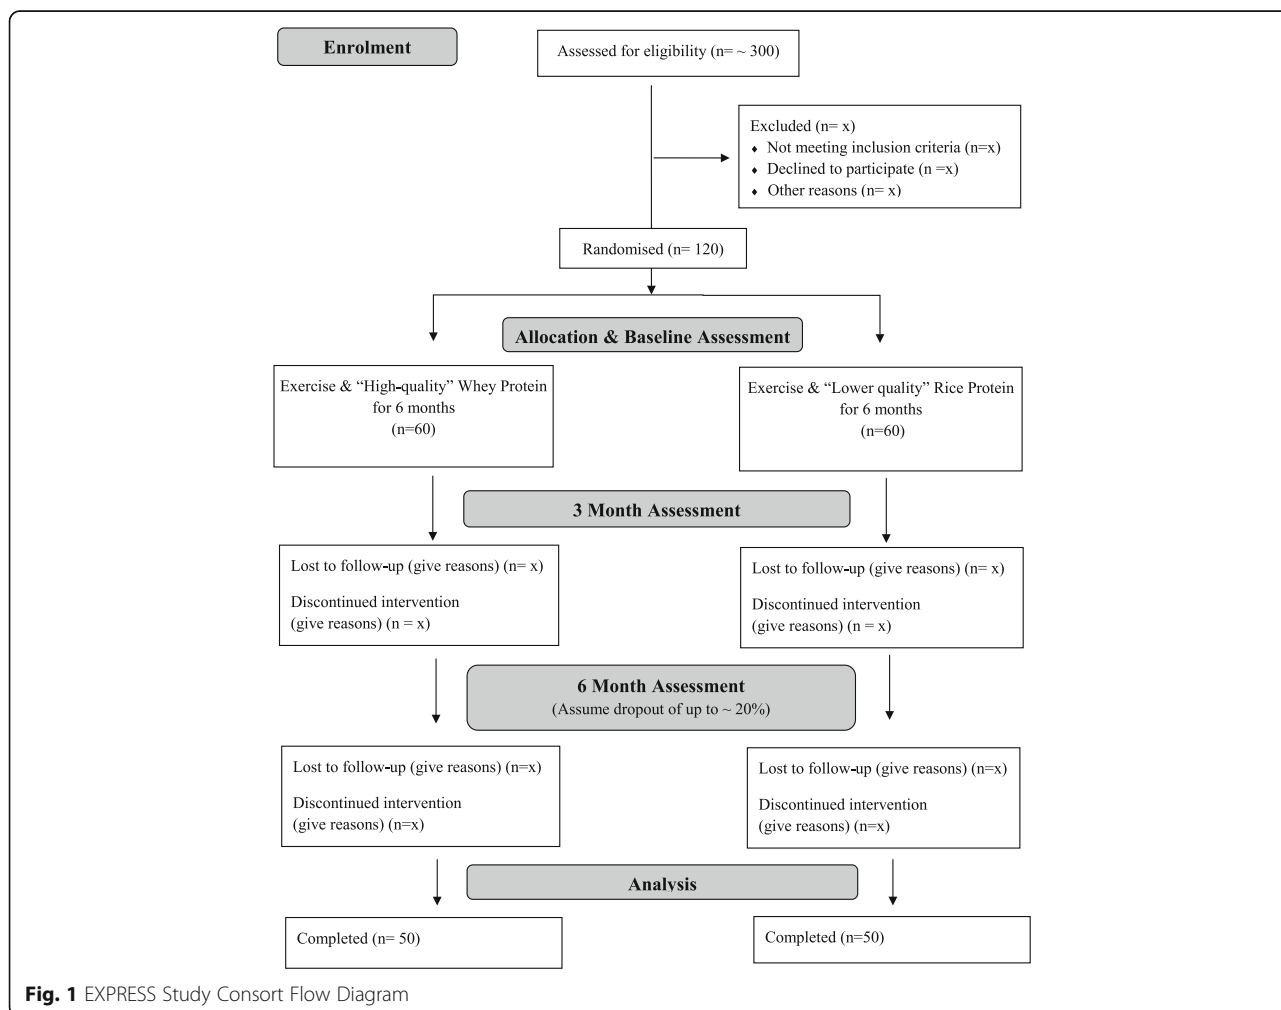 Enrolment
Assessed for eligibility (n= ~ 300)
Excluded (n= x)
♦ Not meeting inclusion criteria (n=x)
♦ Declined to participate (n =x)
♦ Other reasons (n= x)
Randomised (n= 120)
Allocation & Baseline Assessment
Exercise & “High-quality” Whey Protein
for 6 months
(n=60)
Exercise & “Lower quality” Rice Protein
for 6 months
(n=60)
3 Month Assessment
Lost to follow-up (give reasons) (n= x)
Discontinued intervention
(give reasons) (n = x)
Lost to follow-up (give reasons) (n= x)
Discontinued intervention
(give reasons) (n = x)
6 Month Assessment
(Assume dropout of up to ~ 20%)
Lost to follow-up (give reasons) (n=x)
Discontinued intervention
(give reasons) (n=x)
Lost to follow-up (give reasons) (n=x)
Discontinued intervention
(give reasons) (n=x)
Analysis
Completed (n= 50)
Completed (n=50)
Fig. 1 EXPRESS Study Consort Flow Diagram